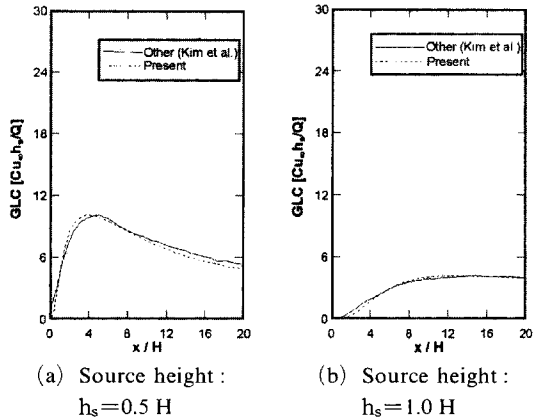 30
24
18
12
6
0
GLC [Cu∞hs/Q]
Other (Kim et al.)
Present
0 4 8 12 16 20
x / H
(a) Source height :
hs=0.5 H
30
24
18
12
6
0
GLC [Cu∞hs/Q]
Other (Kim et al )
Present
0 4 8 12 16 20
x / H
(b) Source height :
hs=1.0 H